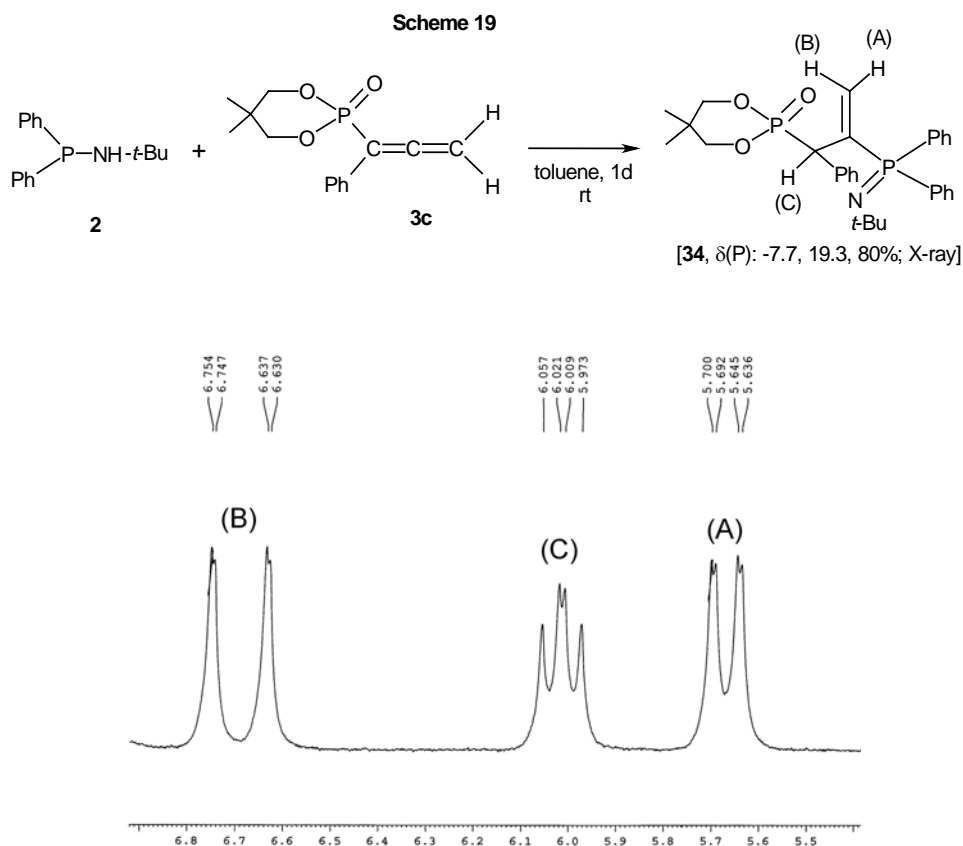 Scheme 19
(B)
(A)
H
H
O
O
P
O
Ph
P
NH-t-Bu
Ph
2
+
O
O
P
O
C
C
C
H
H
Ph
3c
toluene, 1d
rt
H
Ph
(C)
P
N
t-Bu
Ph
Ph
[34, δ(P): -7.7, 19.3, 80%; X-ray]
6.754
6.747
6.637
6.630
6.057
6.021
6.009
5.973
5.700
5.692
5.645
5.636
(B)
(C)
(A)
6.8 6.7 6.6 6.5 6.4 6.3 6.2 6.1 6.0 5.9 5.8 5.7 5.6 5.5